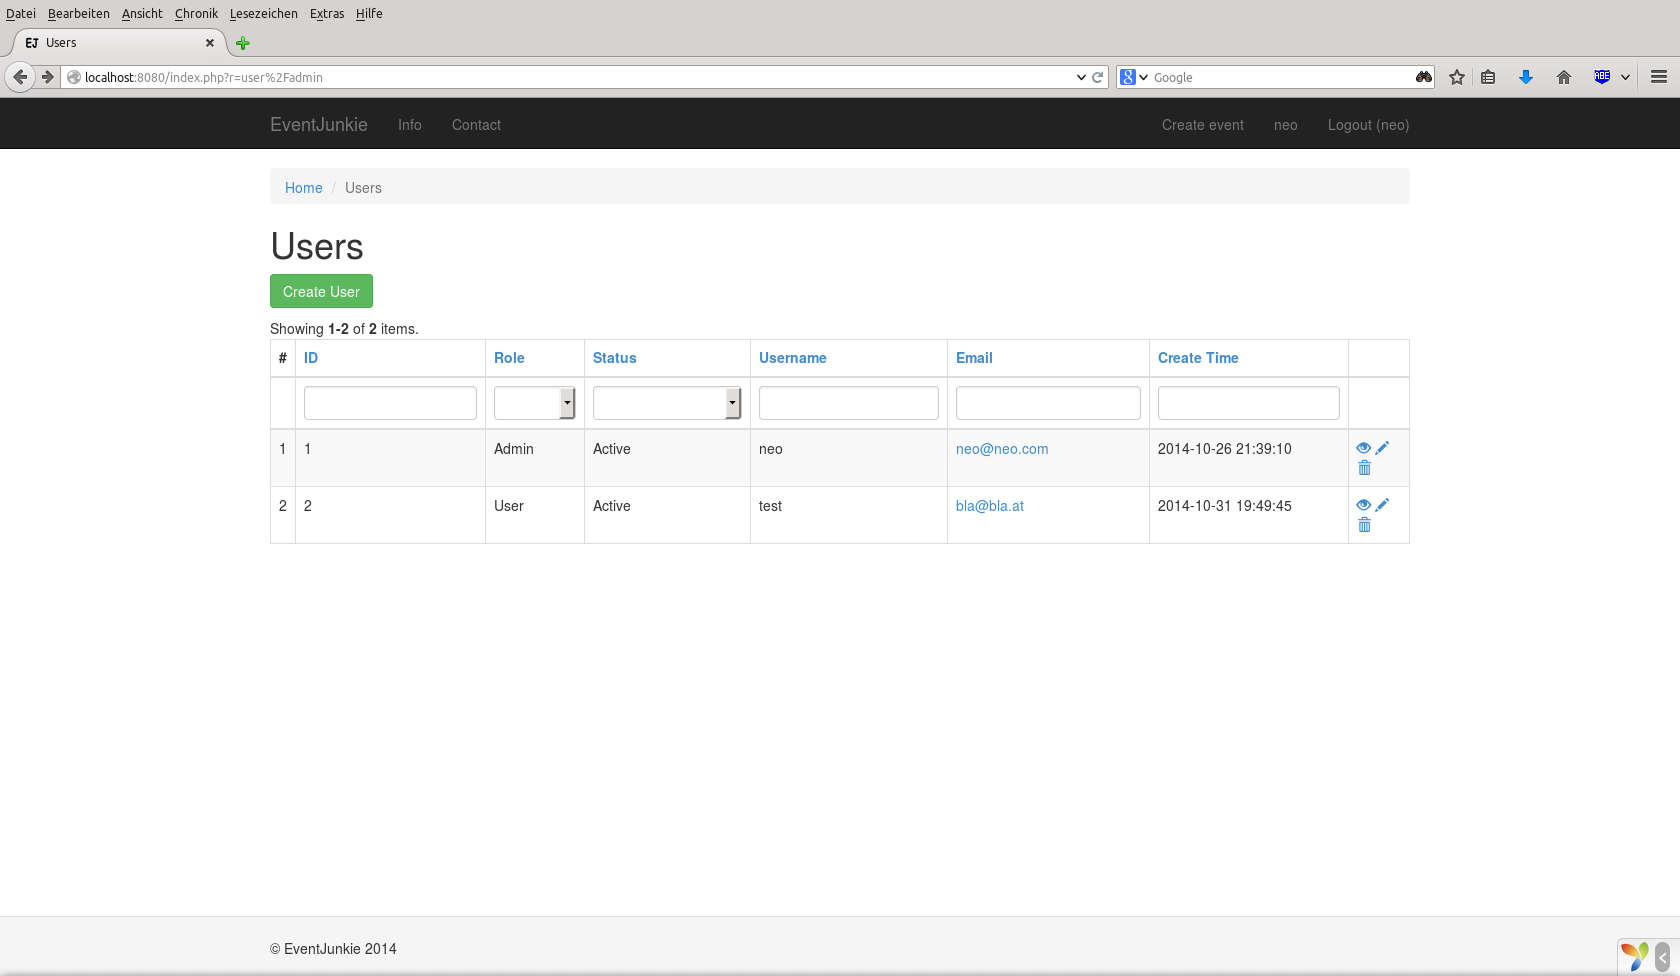 Datei Bearbeiten Ansicht Chronik Lesezeichen Extras Hilfe
EJ Users
localhost:8080/index.php?r=user%2Fadmin
8 Google
ABE
EventJunkie Info Contact Create event neo Logout (neo)
Home / Users
Users
Create User
Showing 1-2 of 2 items.
# ID Role Status Username Email Create Time
1 1 Admin Active neo neo@neo.com 2014-10-26 21:39:10
2 2 User Active test bla@bla.at 2014-10-31 19:49:45
© EventJunkie 2014